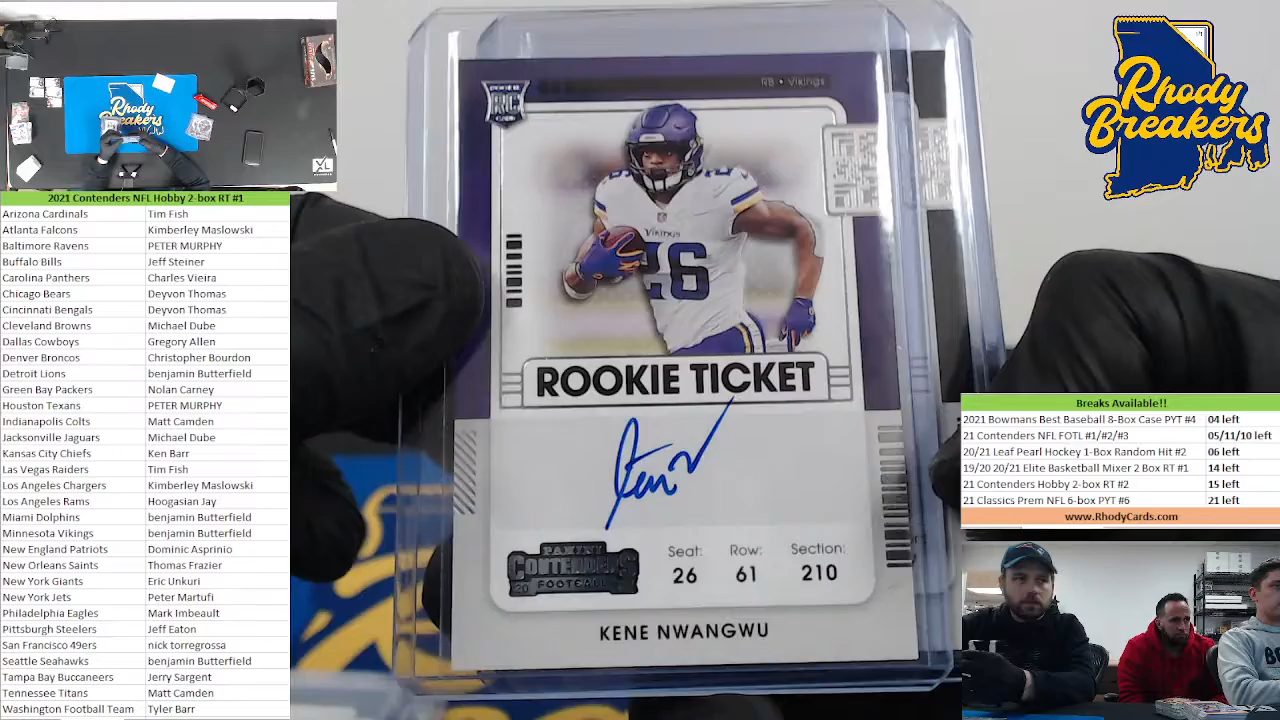 Rhody
Breakers
XL
2021 Contenders NFL Hobby 2-box RT #1
Arizona Cardinals Tim Fish
Atlanta Falcons Kimberley Maslowski
Baltimore Ravens PETER MURPHY
Buffalo Bills Jeff Steiner
Carolina Panthers Charles Vieira
Chicago Bears Deyvon Thomas
Cincinnati Bengals Deyvon Thomas
Cleveland Browns Michael Dube
Dallas Cowboys Gregory Allen
Denver Broncos Christopher Bourdon
Detroit Lions benjamin Butterfield
Green Bay Packers Nolan Carney
Houston Texans PETER MURPHY
Indianapolis Colts Matt Camden
Jacksonville Jaguars Michael Dube
Kansas City Chiefs Ken Barr
Las Vegas Raiders Tim Fish
Los Angeles Chargers Kimberley Maslowski
Los Angeles Rams Hoogasian Jay
Miami Dolphins benjamin Butterfield
Minnesota Vikings benjamin Butterfield
New England Patriots Dominic Asprinio
New Orleans Saints Thomas Frazier
New York Giants Eric Unkuri
New York Jets Peter Martufi
Philadelphia Eagles Mark Imbeault
Pittsburgh Steelers Jeff Eaton
San Francisco 49ers nick torregrossa
Seattle Seahawks benjamin Butterfield
Tampa Bay Buccaneers Jerry Sargent
Tennessee Titans Matt Camden
Washington Football Team Tyler Barr
RC
RB • Vikings
26
Vikings
26
ROOKIE TICKET
PANINI
CONTENDERS
FOOTBALL
Seat: Row: Section:
26 61 210
KENE NWANGWU
1/1
Rhody
Breakers
Breaks Available!!
2021 Bowmans Best Baseball 8-Box Case PYT #4 04 left
21 Contenders NFL FOTL #1/#2/#3 05/11/10 left
20/21 Leaf Pearl Hockey 1-Box Random Hit #2 06 left
19/20 20/21 Elite Basketball Mixer 2 Box RT #1 14 left
21 Contenders Hobby 2-box RT #2 15 left
21 Classics Prem NFL 6-box PYT #6 21 left
www.RhodyCards.com